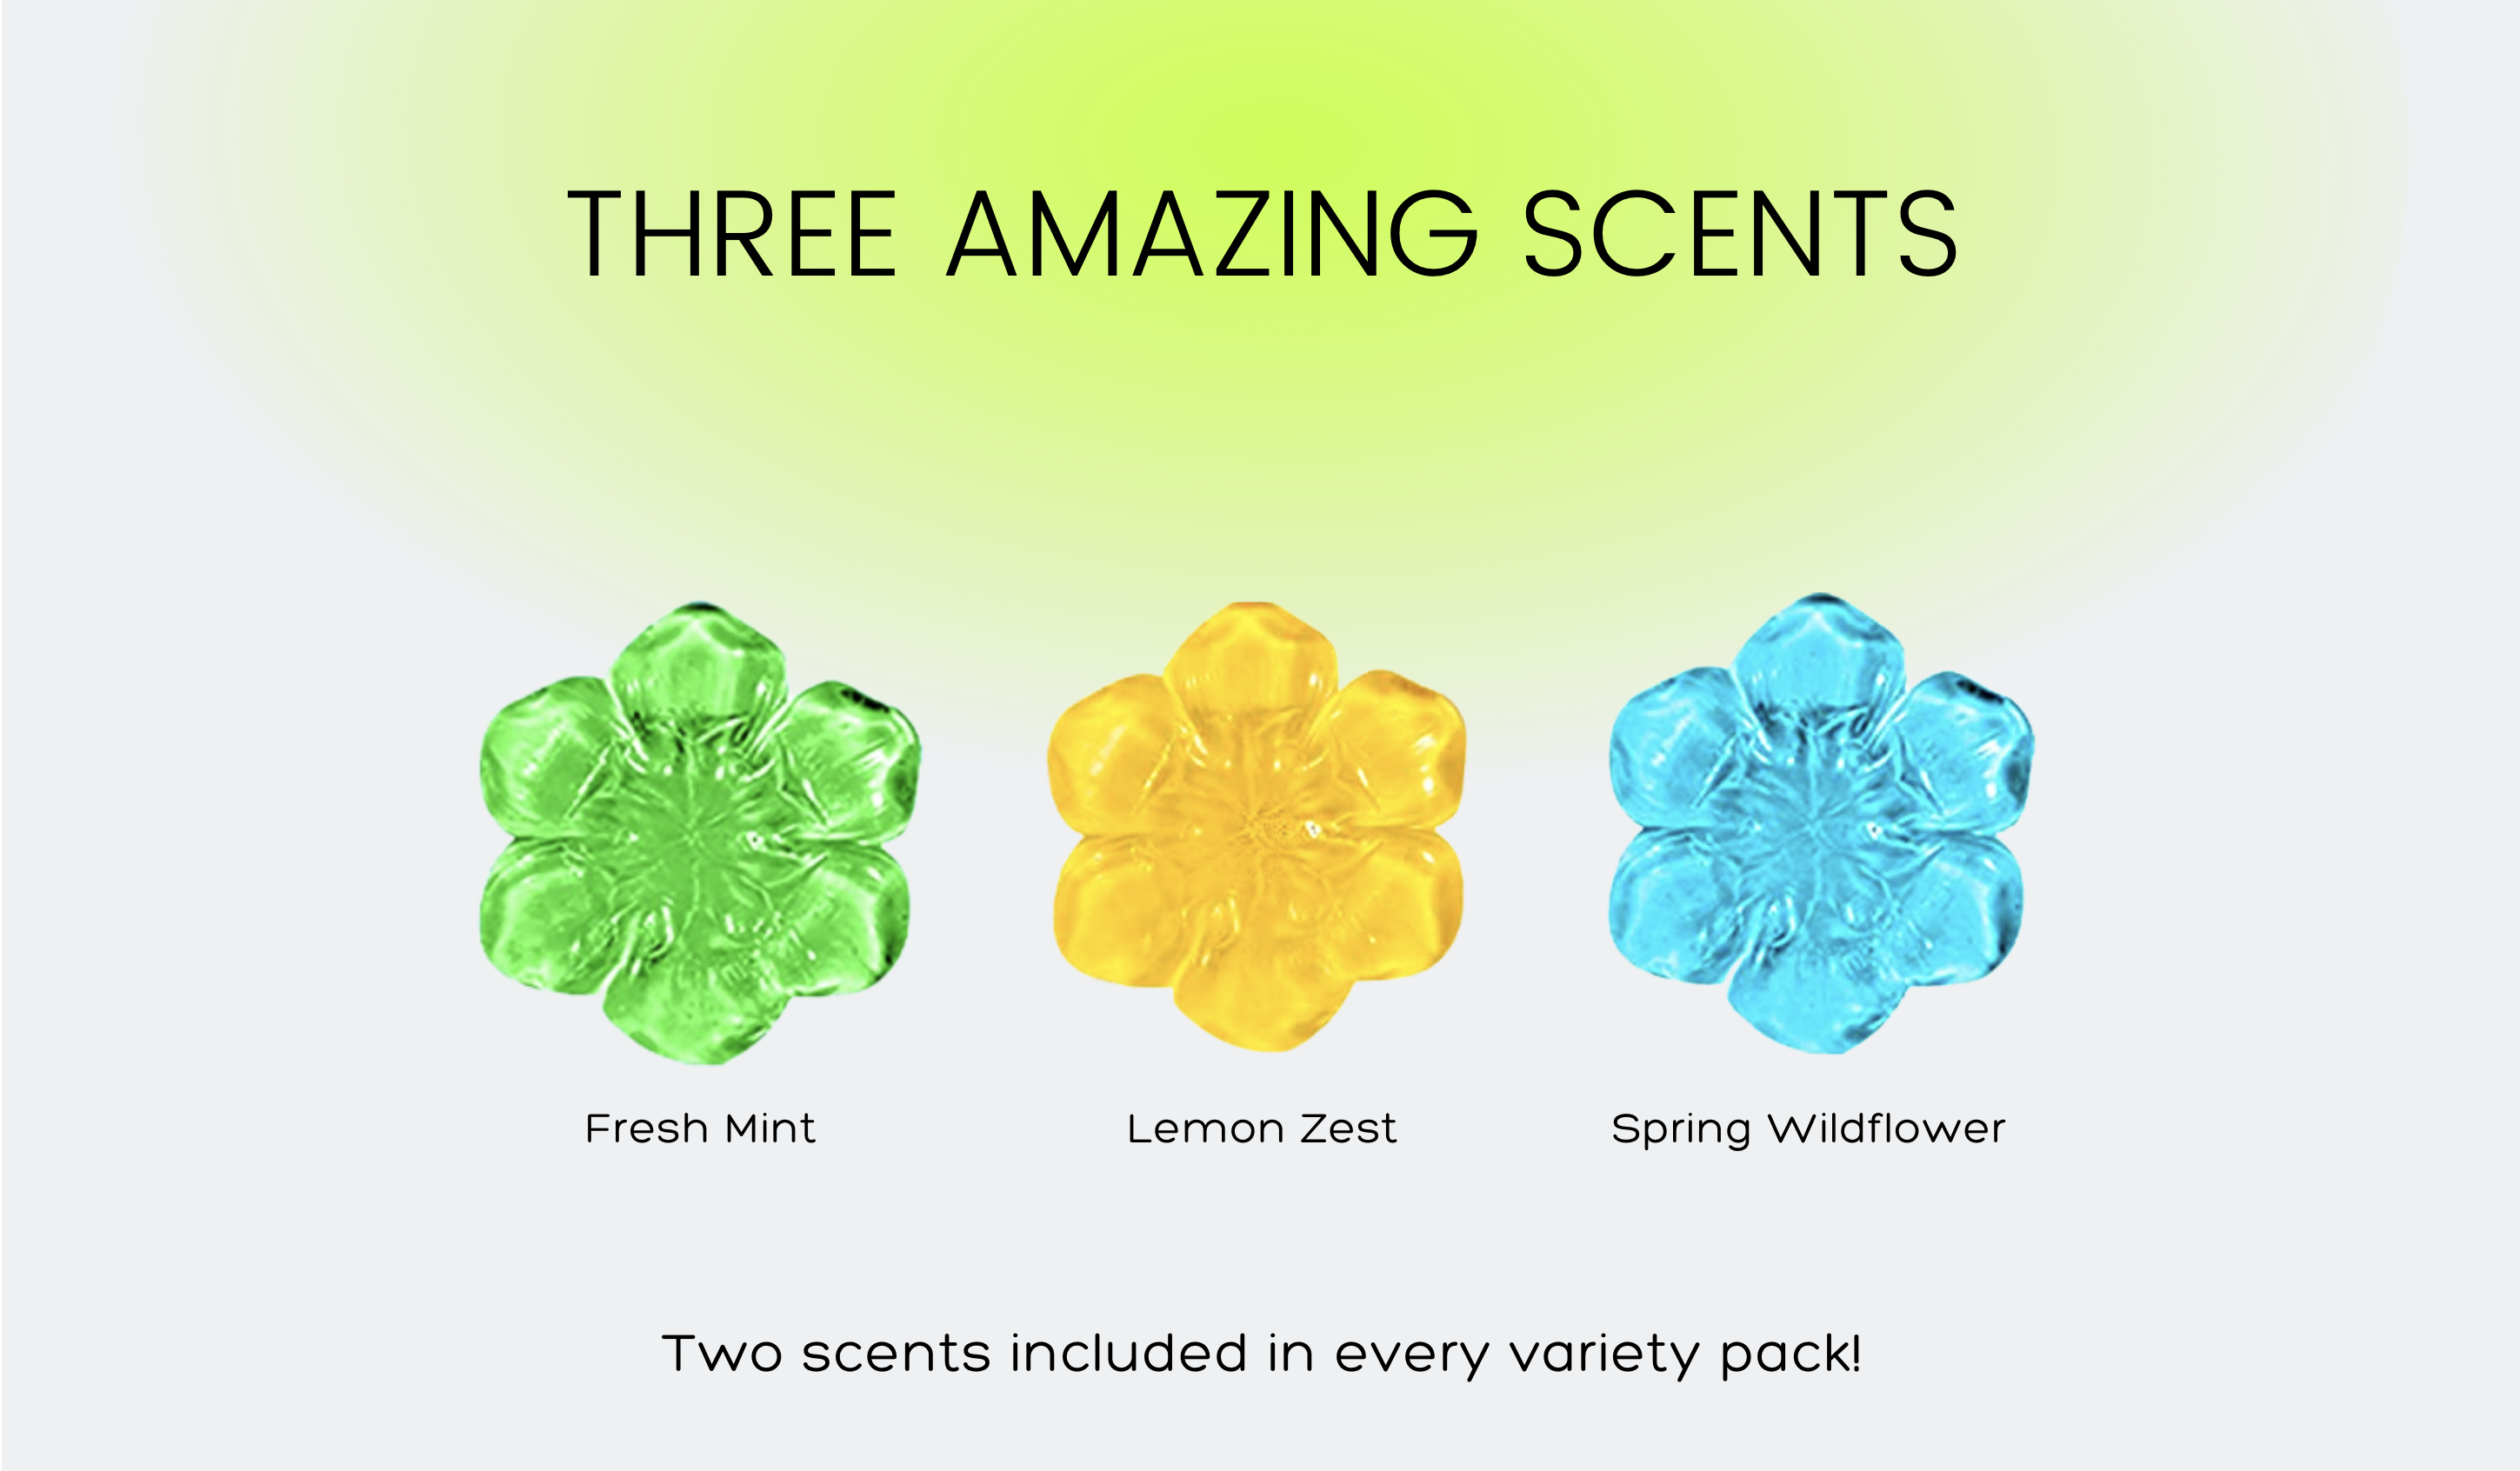 THREE AMAZING SCENTS
Fresh Mint
Lemon Zest
Spring Wildflower
Two scents included in every variety pack!